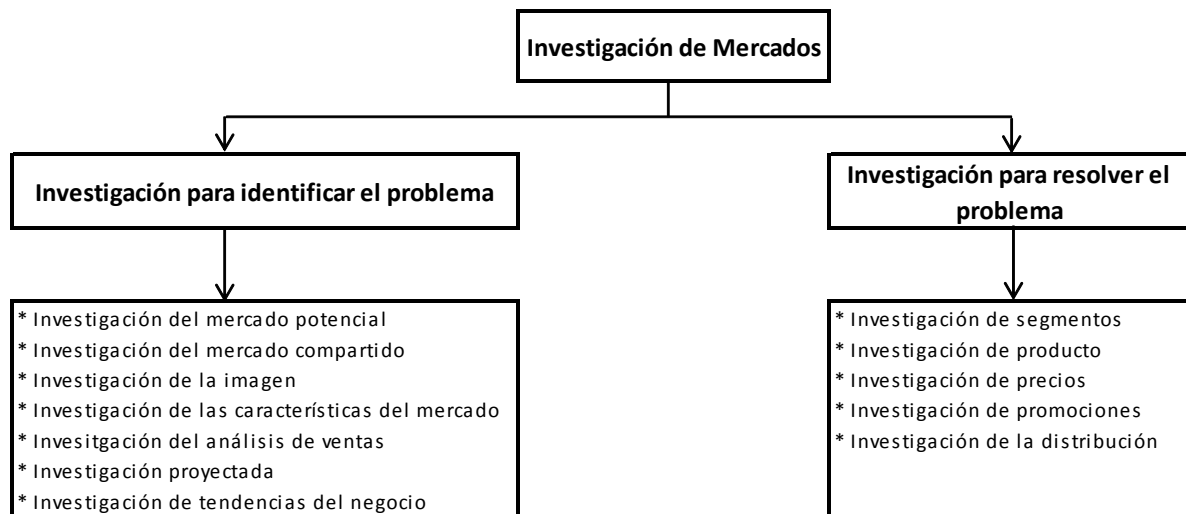 Investigación de Mercados
Investigación para identificar el problema
Investigación para resolver el
problema
* Investigación del mercado potencial
* Investigación del mercado compartido
* Investigación de la imagen
* Investigación de las característicias del mercado
* Invesitgación del análisis de ventas
* Investigación proyectada
* Investigación de tendencias del negocio
* Investigación de segmentos
* Investigación de producto
* Investigación de precios
* Investigación de promociones
* Investigación de la distribución